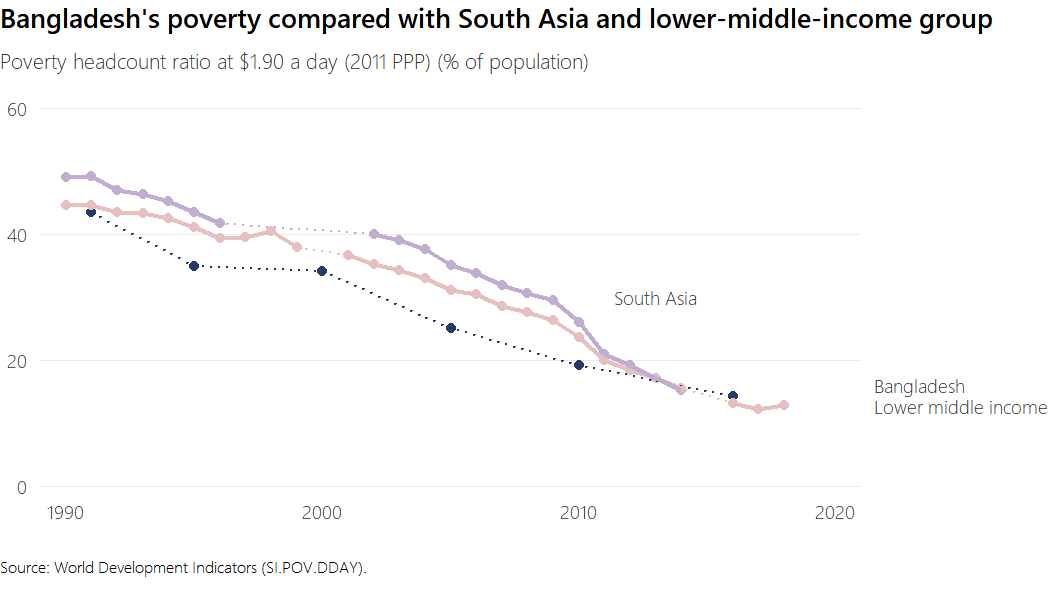 Bangladesh's poverty compared with South Asia and lower-middle-income group
Poverty headcount ratio at $1.90 a day (2011 PPP) (% of population)
60
40
South Asia
20
Bangladesh
Lower middle income
0
1990 2000 2010 2020
Source: World Development Indicators (SI.POV.DDAY).